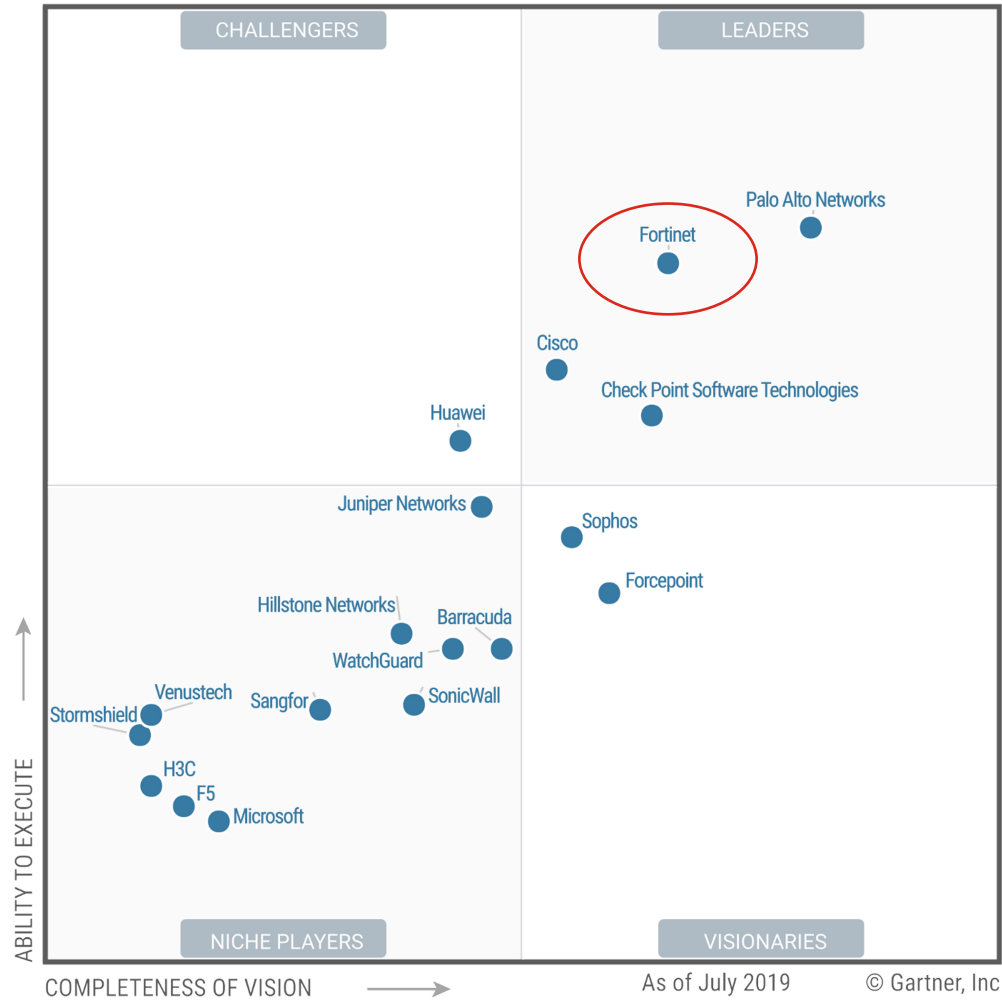 CHALLENGERS
LEADERS
Palo Alto Networks
Fortinet
Cisco
Check Point Software Technologies
Huawei
Juniper Networks
Sophos
Forcepoint
Hillstone Networks
Barracuda
WatchGuard
Venustech
Sangfor
SonicWall
Stormshield
H3C
F5
Microsoft
NICHE PLAYERS
VISIONARIES
ABILITY TO EXECUTE
COMPLETENESS OF VISION
As of July 2019
© Gartner, Inc